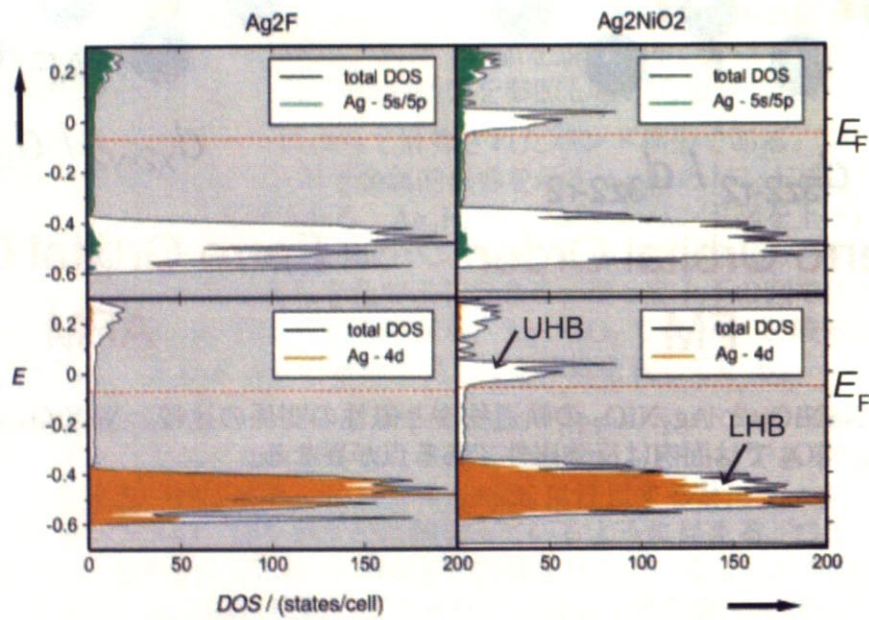 Ag2F
Ag2NiO2
0.2
0
-0.2
-0.4
-0.6
total DOS
Ag - 5s/5p
total DOS
Ag - 5s/5p
E_F
0.2
0
-0.2
-0.4
-0.6
E
total DOS
Ag - 4d
total DOS
Ag - 4d
UHB
E_F
LHB
0 50 100 150 200 50 100 150 200
DOS / (states/cell)